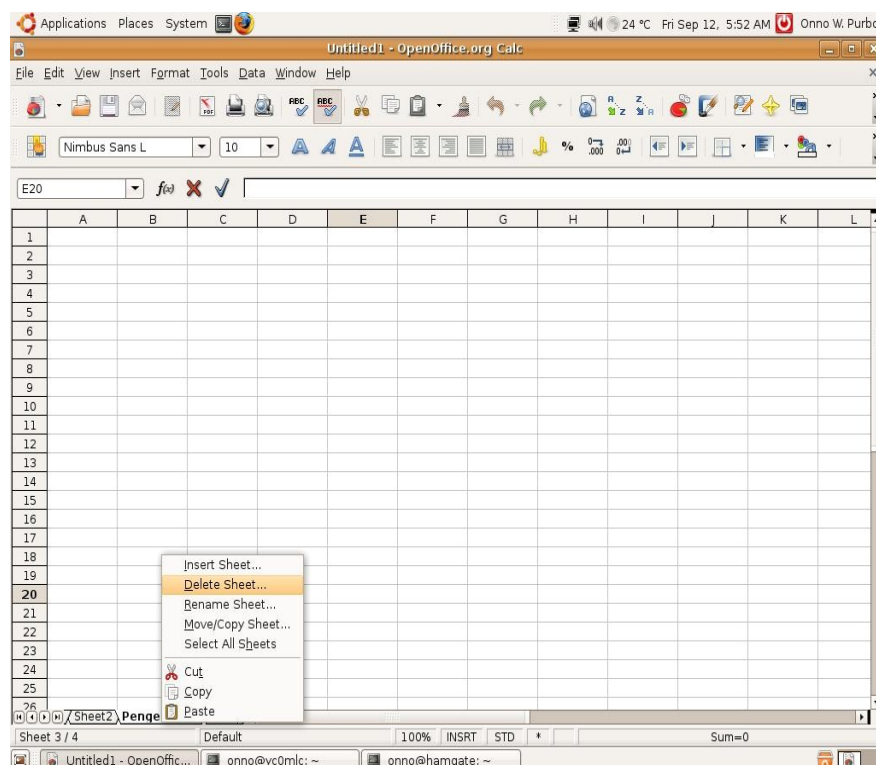 Applications Places System 24 °C Fri Sep 12, 5:52 AM Onno W. Purbo
Untitled1 - OpenOffice.org Calc
File Edit View Insert Format Tools Data Window Help
Nimbus Sans L 10
E20 f(x)
A B C D E F G H I J K L
1
2
3
4
5
6
7
8
9
10
11
12
13
14
15
16
17
18
19
20
21
22
23
24
25
26
Insert Sheet...
Delete Sheet...
Rename Sheet...
Move/Copy Sheet...
Select All Sheets
Cut
Copy
Paste
Sheet2 Penge
Sheet 3 / 4 Default 100% INSRT STD * Sum=0
Untitled1 - OpenOffic... onno@yc0mlc: ~ onno@hamgate: ~